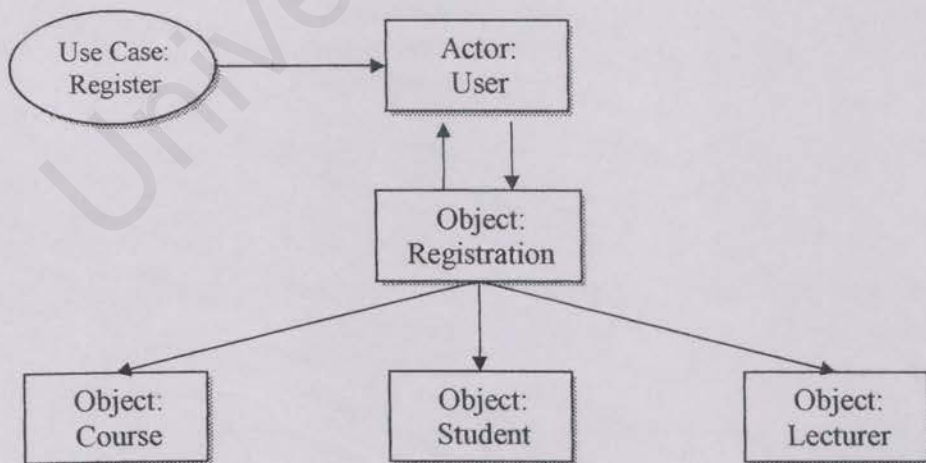 Use Case:
Register
Actor:
User
Object:
Registration
Object:
Course
Object:
Student
Object:
Lecturer